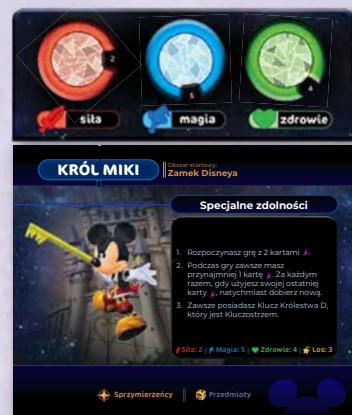 2
5
4
siła
magia
zdrowie
KRÓL MIKI
Obszar startowy:
Zamek Disneya
Specjalne zdolności
1. Rozpoczynasz grę z 2 kartami .
2. Podczas gry zawsze masz
przynajmniej 1 kartę . Za każdym
razem, gdy użyjesz swojej ostatniej
karty , natychmiast dobierz nową.
3. Zawsze posiadasz Klucz Królestwa D,
który jest Kluczostrzem.
Siła: 2 | Magia: 5 | Zdrowie: 4 | Los: 3
Sprzymierzeńcy | Przedmioty